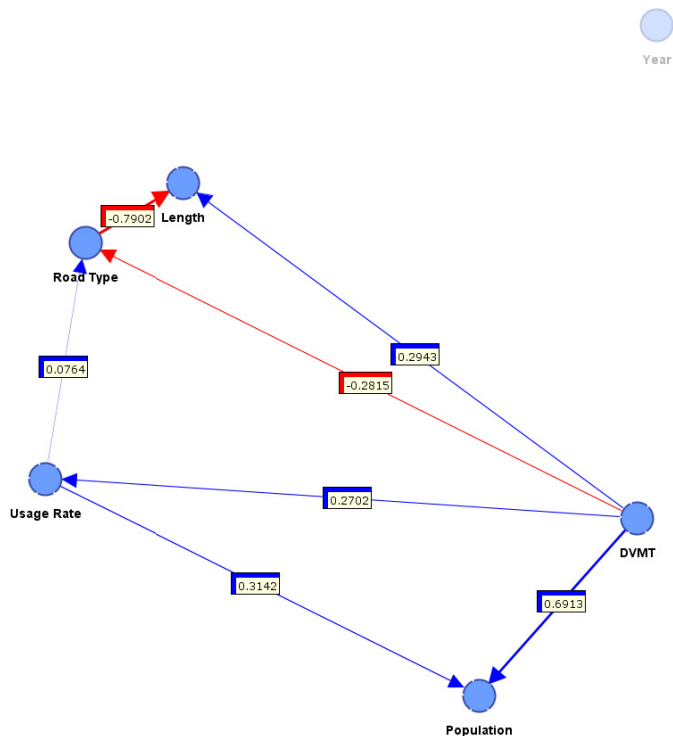 Year
-0.7902
Length
Road Type
0.0764
0.2943
-0.2815
Usage Rate
0.2702
DVMT
0.3142
0.6913
Population